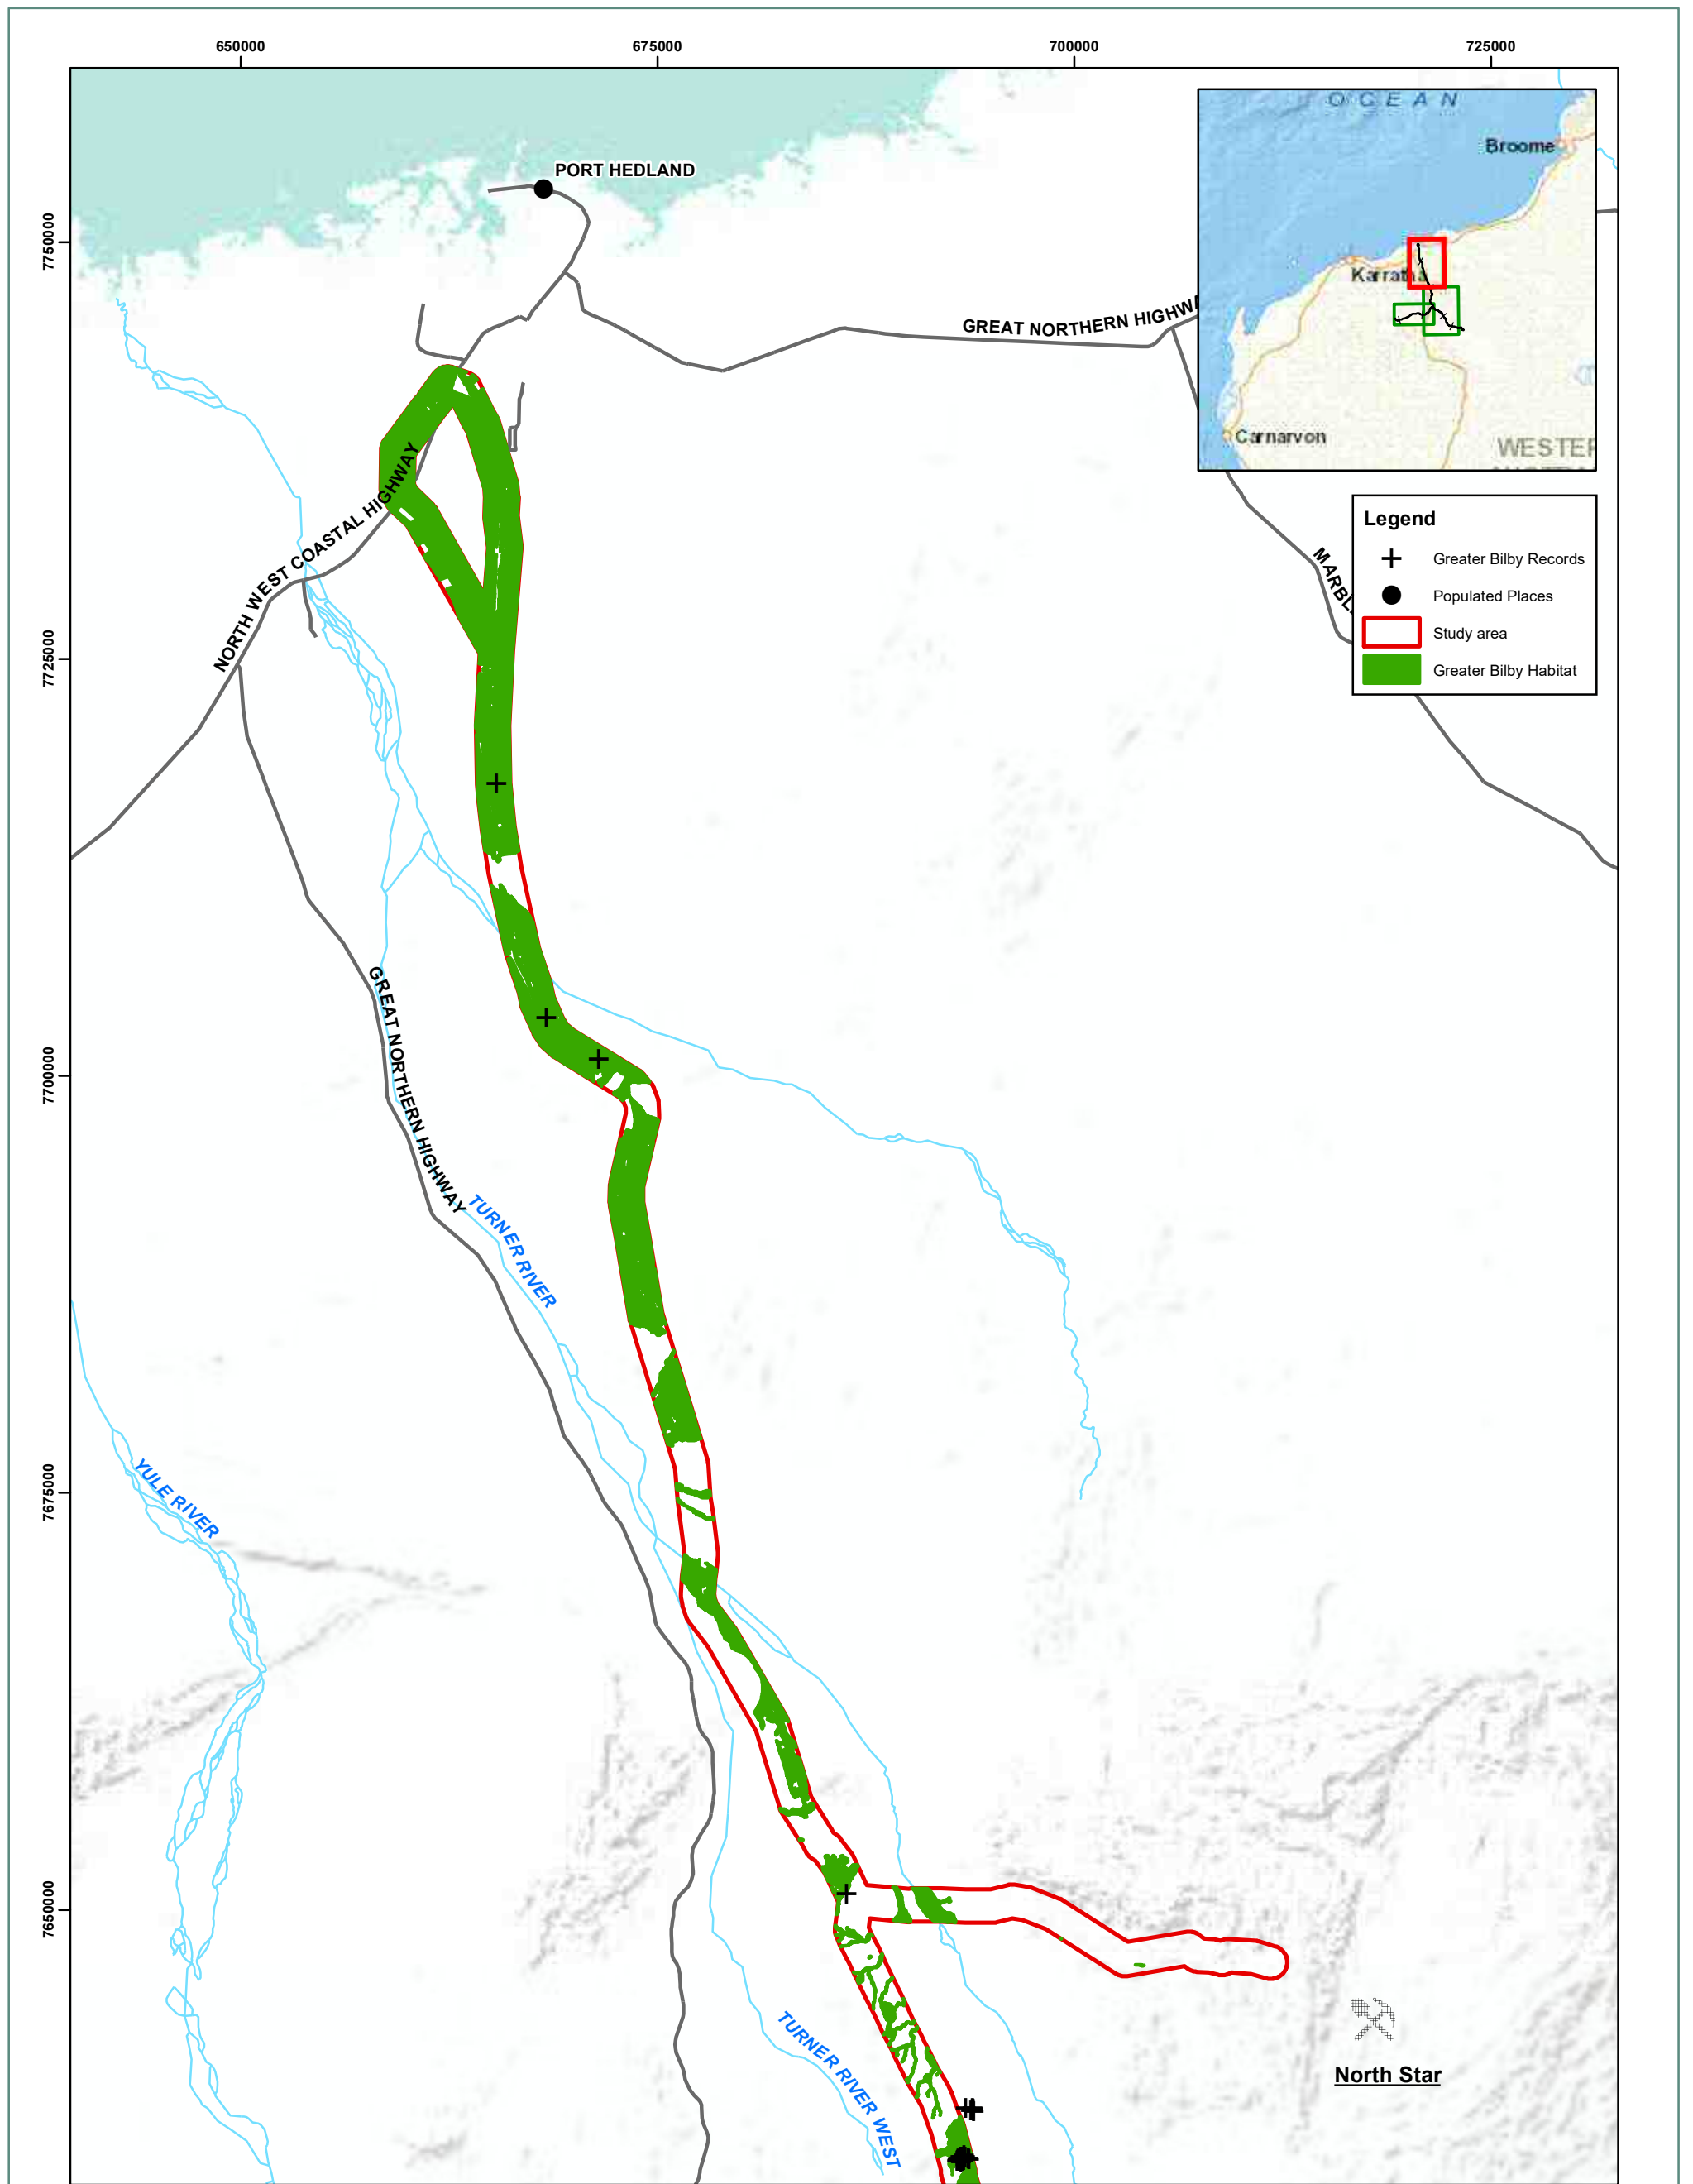 650000
675000
700000
725000
7750000
7725000
7700000
7675000
7650000
PORT HEDLAND
GREAT NORTHERN HIGHWA
NORTH WEST COASTAL HIGHWAY
GREAT NORTHERN HIGHWAY
MARBL
TURNER RIVER
YULE RIVER
TURNER RIVER WEST
North Star
OCEAN
Broome
Karratha
Carnarvon
WESTER
Legend
Greater Bilby Records
Populated Places
Study area
Greater Bilby Habitat